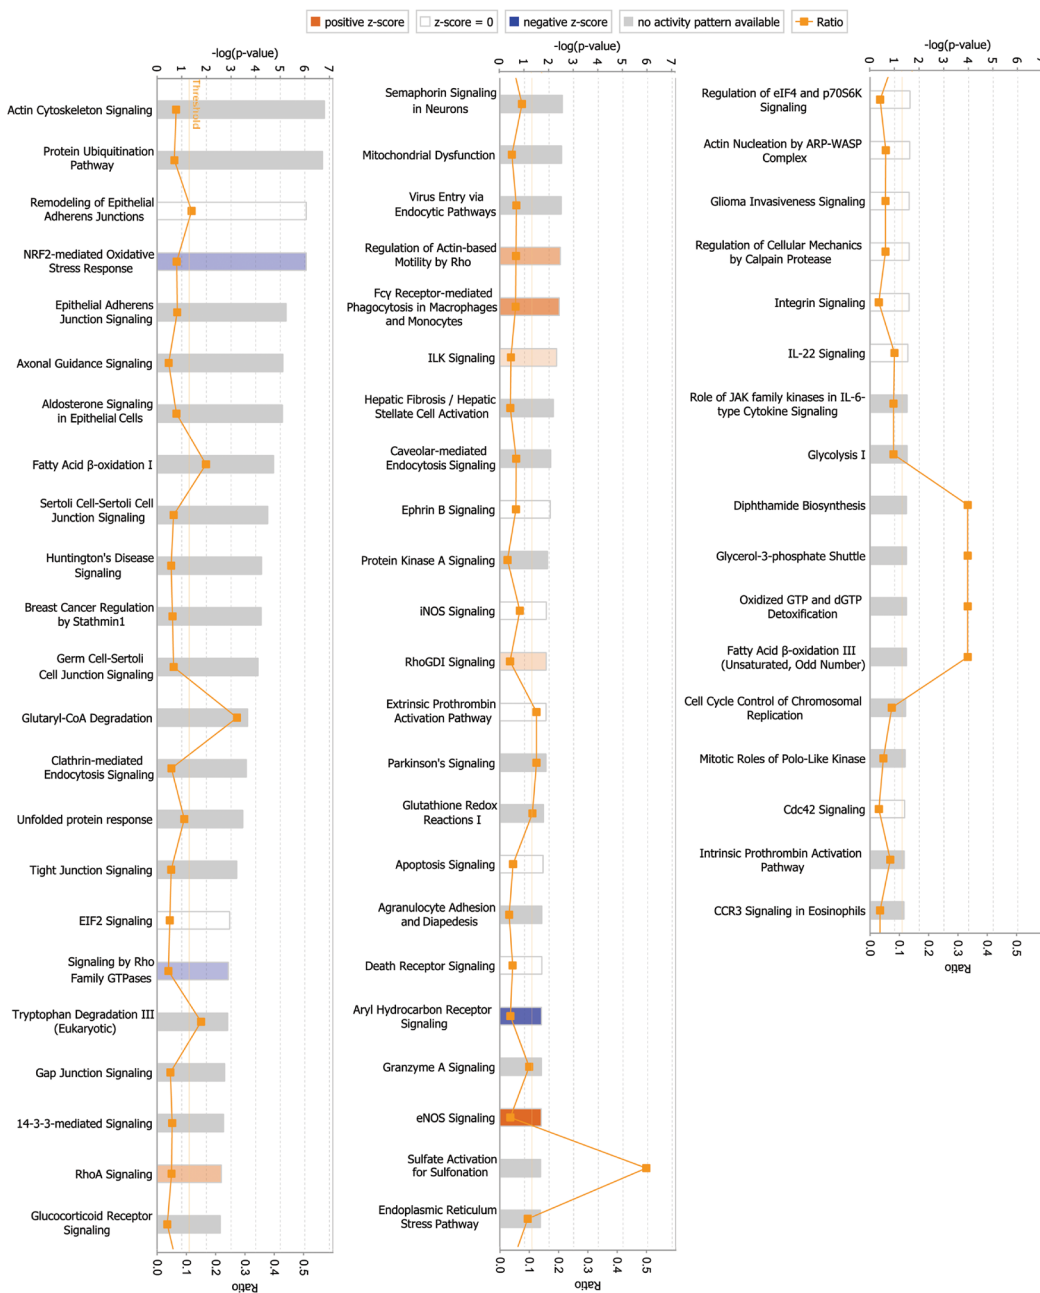 positive z-score
z-score = 0
negative z-score
no activity pattern available
Ratio
-log(p-value)
0 1 2 3 4 5 6 7
Threshold
Actin Cytoskeleton Signaling
Protein Ubiquitination
Pathway
Remodeling of Epithelial
Adherens Junctions
NRF2-mediated Oxidative
Stress Response
Epithelial Adherens
Junction Signaling
Axonal Guidance Signaling
Aldosterone Signaling
in Epithelial Cells
Fatty Acid β-oxidation I
Sertoli Cell-Sertoli Cell
Junction Signaling
Huntington's Disease
Signaling
Breast Cancer Regulation
by Stathmin1
Germ Cell-Sertoli
Cell Junction Signaling
Glutaryl-CoA Degradation
Clathrin-mediated
Endocytosis Signaling
Unfolded protein response
Tight Junction Signaling
EIF2 Signaling
Signaling by Rho
Family GTPases
Tryptophan Degradation III
(Eukaryotic)
Gap Junction Signaling
14-3-3-mediated Signaling
RhoA Signaling
Glucocorticoid Receptor
Signaling
0.0 0.1 0.2 0.3 0.4 0.5
Ratio
-log(p-value)
0 1 2 3 4 5 6 7
Semaphorin Signaling
in Neurons
Mitochondrial Dysfunction
Virus Entry via
Endocytic Pathways
Regulation of Actin-based
Motility by Rho
Fcγ Receptor-mediated
Phagocytosis in Macrophages
and Monocytes
ILK Signaling
Hepatic Fibrosis / Hepatic
Stellate Cell Activation
Caveolar-mediated
Endocytosis Signaling
Ephrin B Signaling
Protein Kinase A Signaling
iNOS Signaling
RhoGDI Signaling
Extrinsic Prothrombin
Activation Pathway
Parkinson's Signaling
Glutathione Redox
Reactions I
Apoptosis Signaling
Agranulocyte Adhesion
and Diapedesis
Death Receptor Signaling
Aryl Hydrocarbon Receptor
Signaling
Granzyme A Signaling
eNOS Signaling
Sulfate Activation
for Sulfonation
Endoplasmic Reticulum
Stress Pathway
0.0 0.1 0.2 0.3 0.4 0.5
Ratio
-log(p-value)
0 1 2 3 4 5 6 7
Regulation of eIF4 and p70S6K
Signaling
Actin Nucleation by ARP-WASP
Complex
Glioma Invasiveness Signaling
Regulation of Cellular Mechanics
by Calpain Protease
Integrin Signaling
IL-22 Signaling
Role of JAK family kinases in IL-6-
type Cytokine Signaling
Glycolysis I
Diphthamide Biosynthesis
Glycerol-3-phosphate Shuttle
Oxidized GTP and dGTP
Detoxification
Fatty Acid β-oxidation III
(Unsaturated, Odd Number)
Cell Cycle Control of Chromosomal
Replication
Mitotic Roles of Polo-Like Kinase
Cdc42 Signaling
Intrinsic Prothrombin Activation
Pathway
CCR3 Signaling in Eosinophils
0.0 0.1 0.2 0.3 0.4 0.5
Ratio